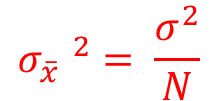 σ_x̄ ² = σ² / N